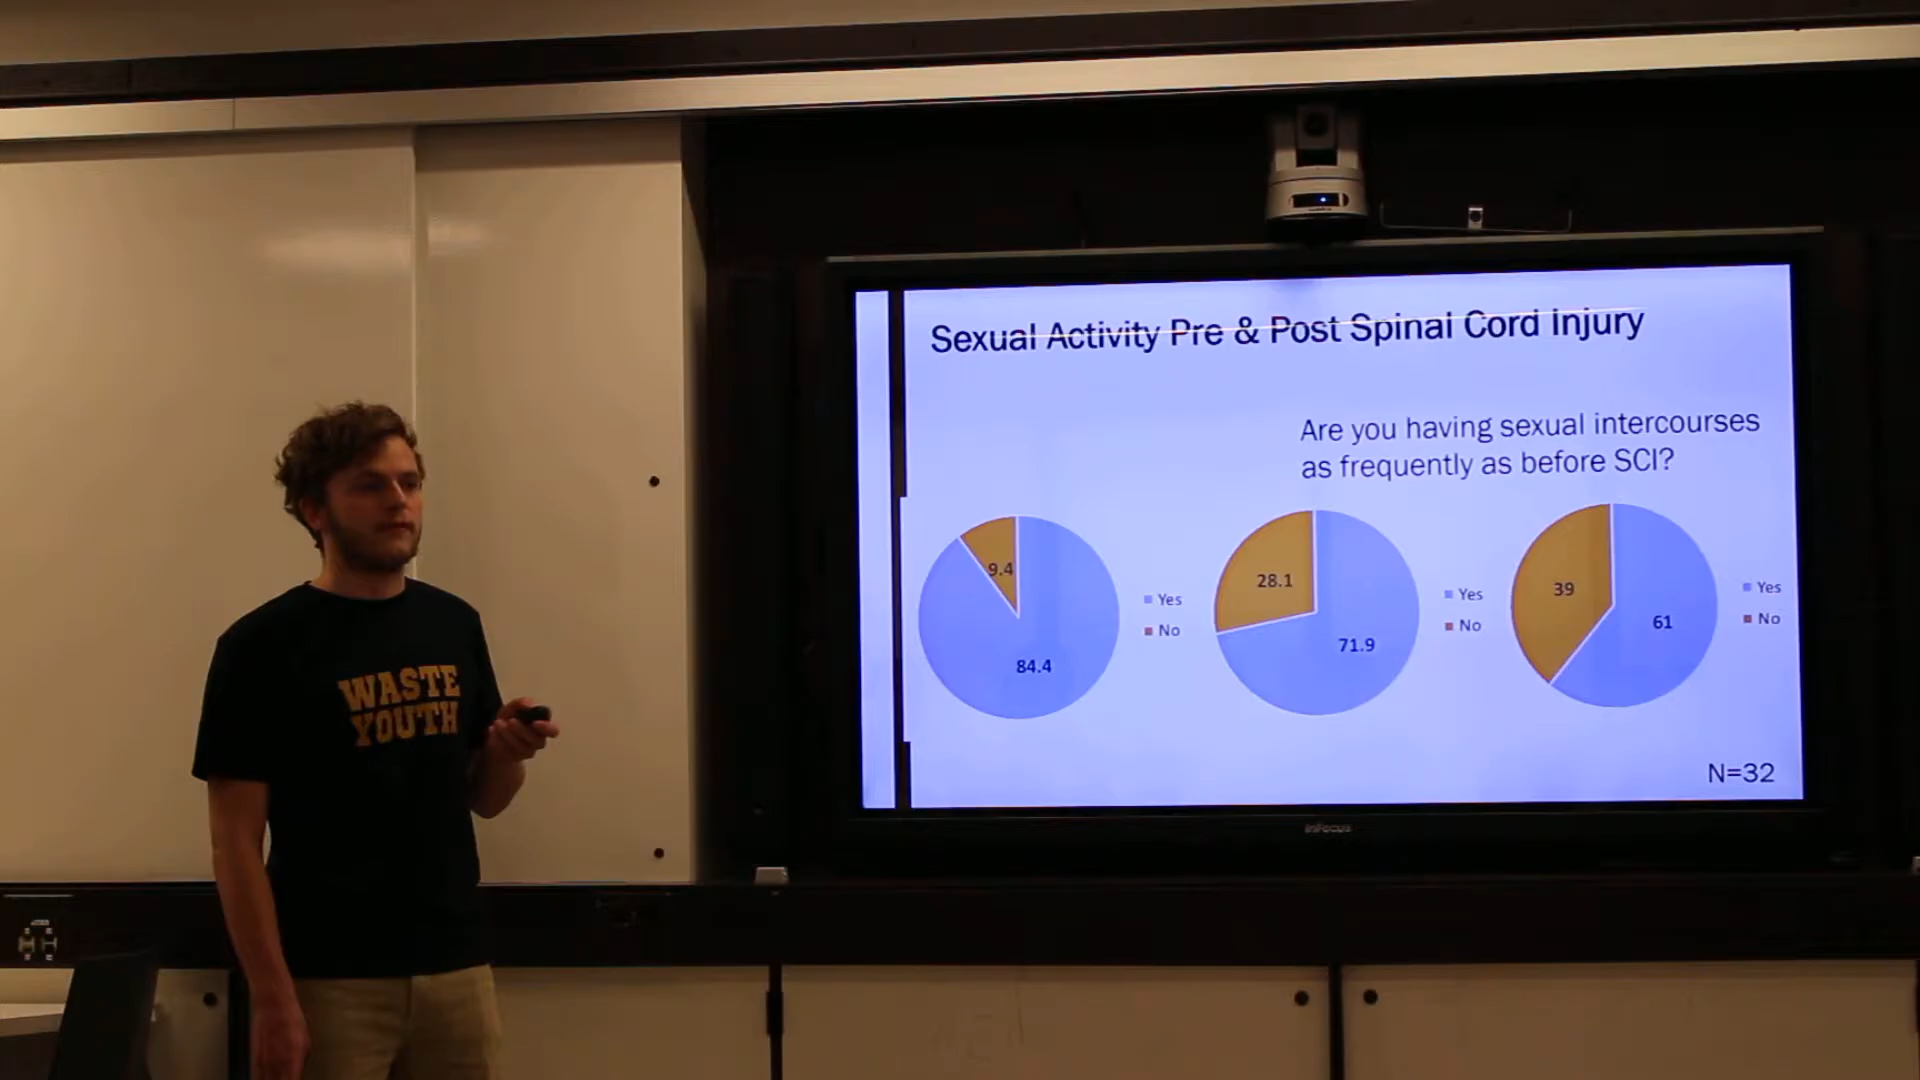 Sexual Activity Pre & Post Spinal Cord Injury
Are you having sexual intercourses
as frequently as before SCI?
9.4
84.4
Yes
No
28.1
71.9
Yes
No
39
61
Yes
No
N=32
InFocus
WASTE
YOUTH